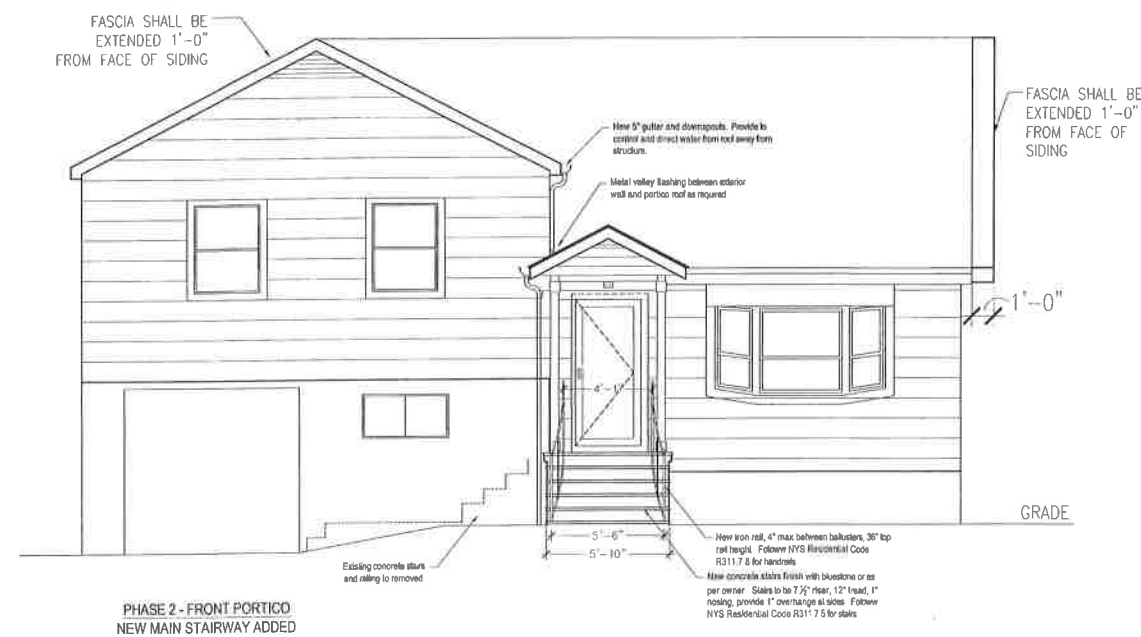 FASCIA SHALL BE
EXTENDED 1'-0"
FROM FACE OF SIDING
FASCIA SHALL BE
EXTENDED 1'-0"
FROM FACE OF
SIDING
New 5" gutter and downspouts. Provide to
control and direct water from roof away from
structure.
Metal valley flashing between exterior
wall and portico roof as required
1'-0"
4'-1"
GRADE
5'-6"
5'-10"
Existing concrete stairs
and railing to removed
New iron rail, 4" max between balusters, 36" top
rail height. Foloww NYS Residential Code
R311 7 8 for handrails
New concrete stairs finish with bluestone or as
per owner Stairs to be 7 ½" riser, 12" tread, 1"
nosing, provide 1" overhange at sides Foloww
NYS Residential Code R311 7 5 for stairs
PHASE 2 - FRONT PORTICO
NEW MAIN STAIRWAY ADDED